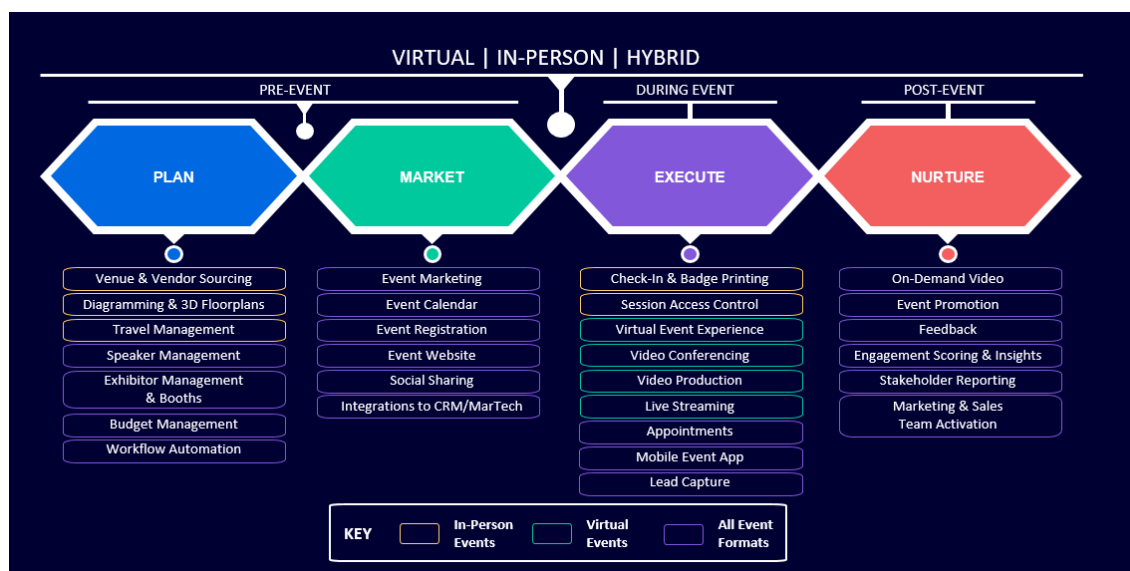 VIRTUAL | IN-PERSON | HYBRID
PRE-EVENT
DURING EVENT
POST-EVENT
PLAN
MARKET
EXECUTE
NURTURE
Venue & Vendor Sourcing
Diagramming & 3D Floorplans
Travel Management
Speaker Management
Exhibitor Management
& Booths
Budget Management
Workflow Automation
Event Marketing
Event Calendar
Event Registration
Event Website
Social Sharing
Integrations to CRM/MarTech
Check-In & Badge Printing
Session Access Control
Virtual Event Experience
Video Conferencing
Video Production
Live Streaming
Appointments
Mobile Event App
Lead Capture
On-Demand Video
Event Promotion
Feedback
Engagement Scoring & Insights
Stakeholder Reporting
Marketing & Sales
Team Activation
KEY
In-Person
Events
Virtual
Events
All Event
Formats